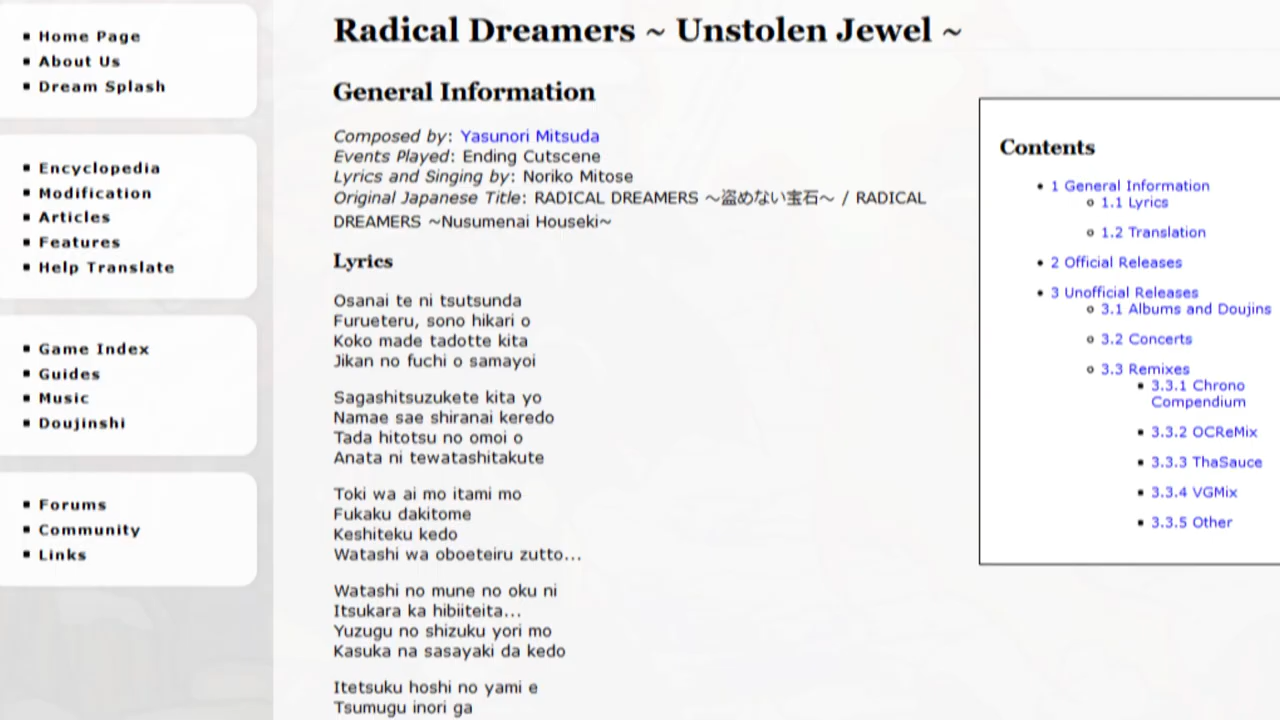 Home Page
About Us
Dream Splash
Encyclopedia
Modification
Articles
Features
Help Translate
Game Index
Guides
Music
Doujinshi
Forums
Community
Links
Radical Dreamers ~ Unstolen Jewel ~
General Information
Composed by: Yasunori Mitsuda
Events Played: Ending Cutscene
Lyrics and Singing by: Noriko Mitose
Original Japanese Title: RADICAL DREAMERS ～盗めない宝石～ / RADICAL
DREAMERS ~Nusumenai Houseki~
Lyrics
Osanai te ni tsutsunda
Furueteru, sono hikari o
Koko made tadotte kita
Jikan no fuchi o samayoi
Sagashitsuzukete kita yo
Namae sae shiranai keredo
Tada hitotsu no omoi o
Anata ni tewatashitakute
Toki wa ai mo itami mo
Fukaku dakitome
Keshiteku kedo
Watashi wa oboeteiru zutto...
Watashi no mune no oku ni
Itsukara ka hibiiteita...
Yuzugu no shizuku yori mo
Kasuka na sasayaki da kedo
Itetsuku hoshi no yami e
Tsumugu inori ga
Contents
1 General Information
1.1 Lyrics
1.2 Translation
2 Official Releases
3 Unofficial Releases
3.1 Albums and Doujins
3.2 Concerts
3.3 Remixes
3.3.1 Chrono
Compendium
3.3.2 OCReMix
3.3.3 ThaSauce
3.3.4 VGMix
3.3.5 Other